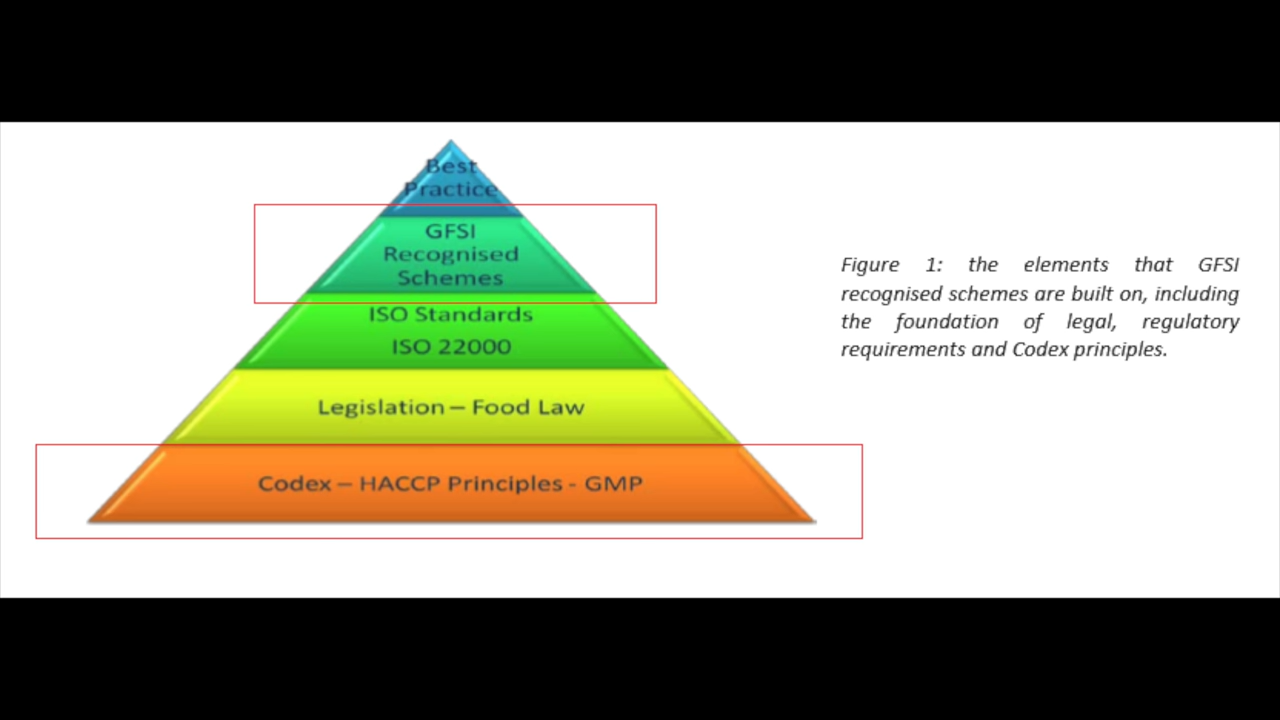 Best
Practice
GFSI
Recognised
Schemes
ISO Standards
ISO 22000
Legislation – Food Law
Codex – HACCP Principles - GMP
Figure 1: the elements that GFSI
recognised schemes are built on, including
the foundation of legal, regulatory
requirements and Codex principles.